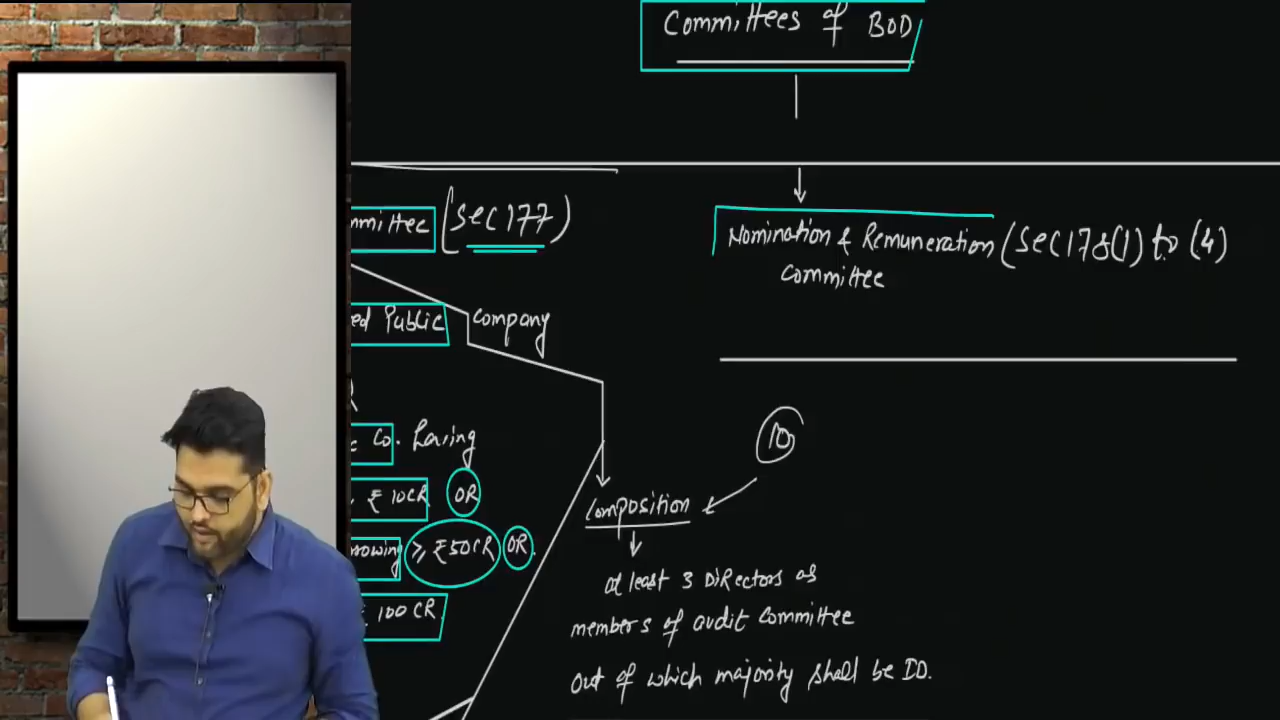 Committees of BOD
mmittee (Sec 177)
ed Public Company
Co. having
₹ 10CR OR
rowing ≥ ₹50CR OR
100 CR
Nomination & Remuneration (Sec 178(1) to (4)
Committee
ID
Composition
at least 3 Directors as
members of audit committee
out of which majority shall be ID.